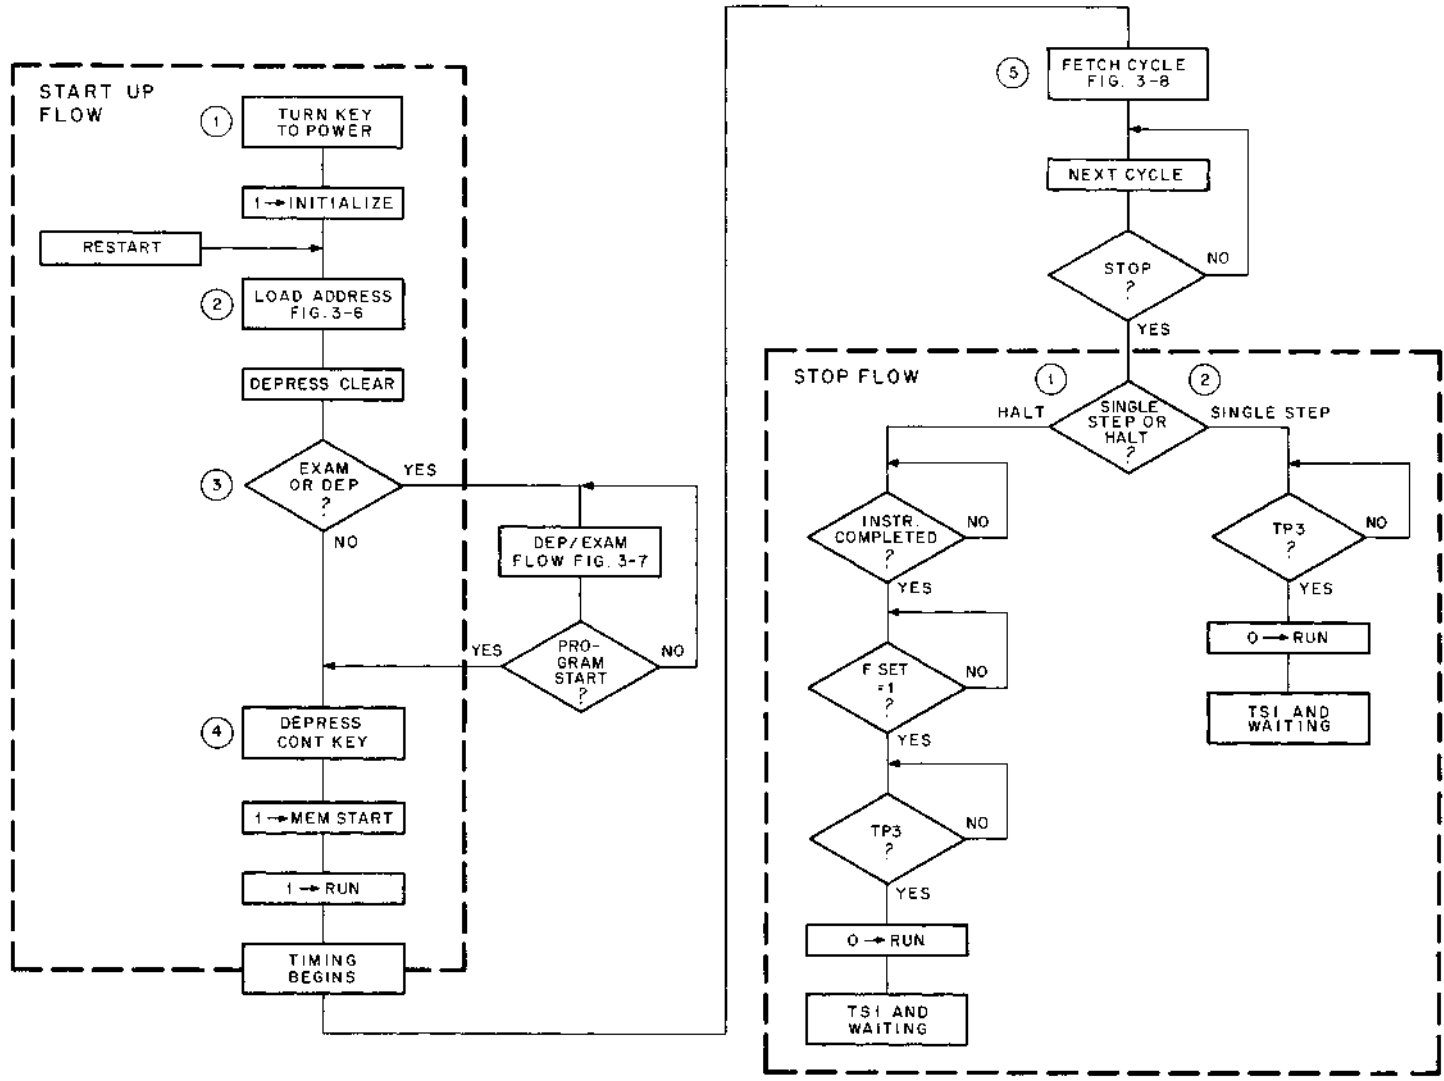 START UP
FLOW
1
TURN KEY
TO POWER
1→INITIALIZE
RESTART
2
LOAD ADDRESS
FIG. 3-6
DEPRESS CLEAR
3
EXAM
OR DEP
?
YES
NO
DEP/EXAM
FLOW FIG. 3-7
PRO-
GRAM
START
?
YES
NO
4
DEPRESS
CONT KEY
1→MEM START
1→RUN
TIMING
BEGINS
5
FETCH CYCLE
FIG. 3-8
NEXT CYCLE
STOP
?
NO
YES
STOP FLOW
1
2
HALT
SINGLE
STEP OR
HALT
?
SINGLE STEP
INSTR.
COMPLETED
?
NO
YES
F SET
=1
?
NO
YES
TP3
?
NO
YES
0→RUN
TS1 AND
WAITING
TP3
?
NO
YES
0→RUN
TS1 AND
WAITING